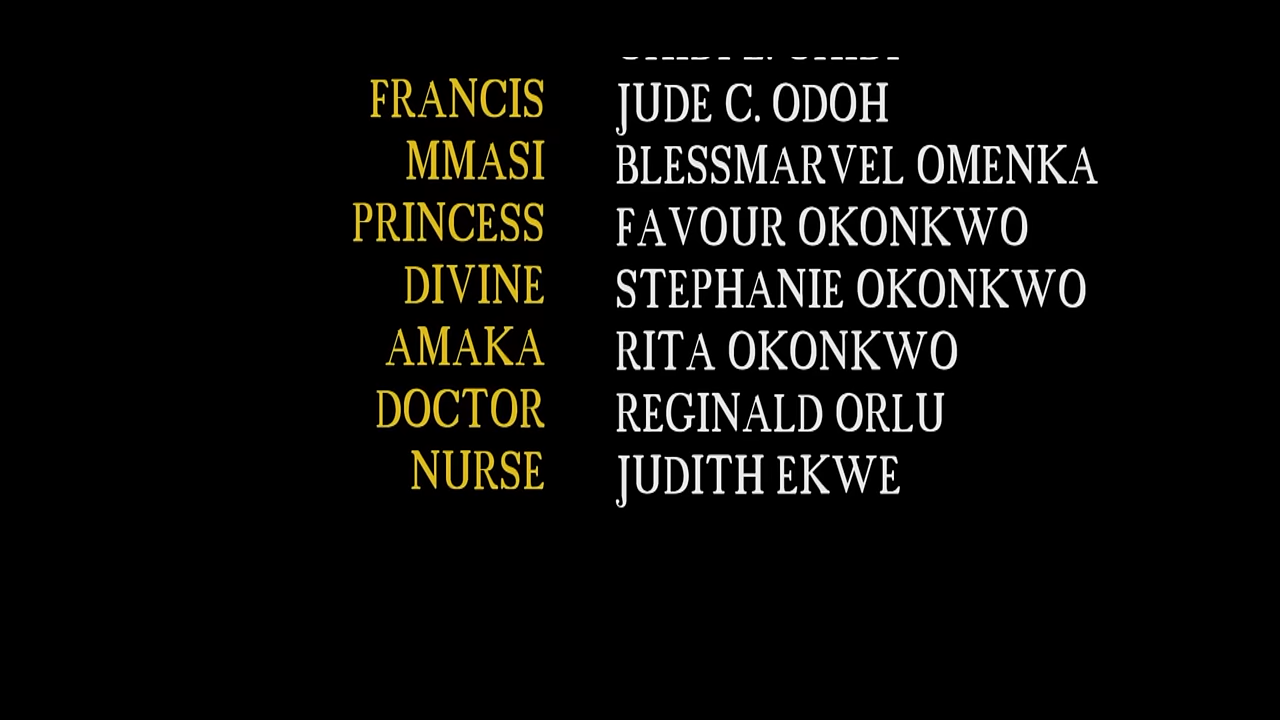 FRANCIS JUDE C. ODOH
MMASI BLESSMARVEL OMENKA
PRINCESS FAVOUR OKONKWO
DIVINE STEPHANIE OKONKWO
AMAKA RITA OKONKWO
DOCTOR REGINALD ORLU
NURSE JUDITH EKWE